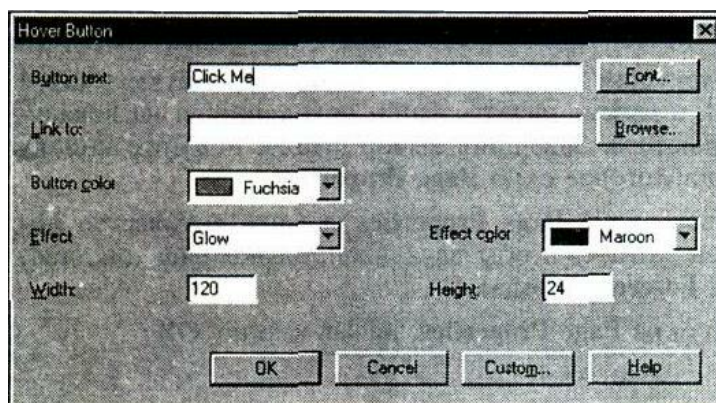 Hover Button
Button text: Click Me Font...
Link to: Browse...
Button color Fuchsia
Effect Glow Effect color Maroon
Width: 120 Height: 24
OK Cancel Custom... Help